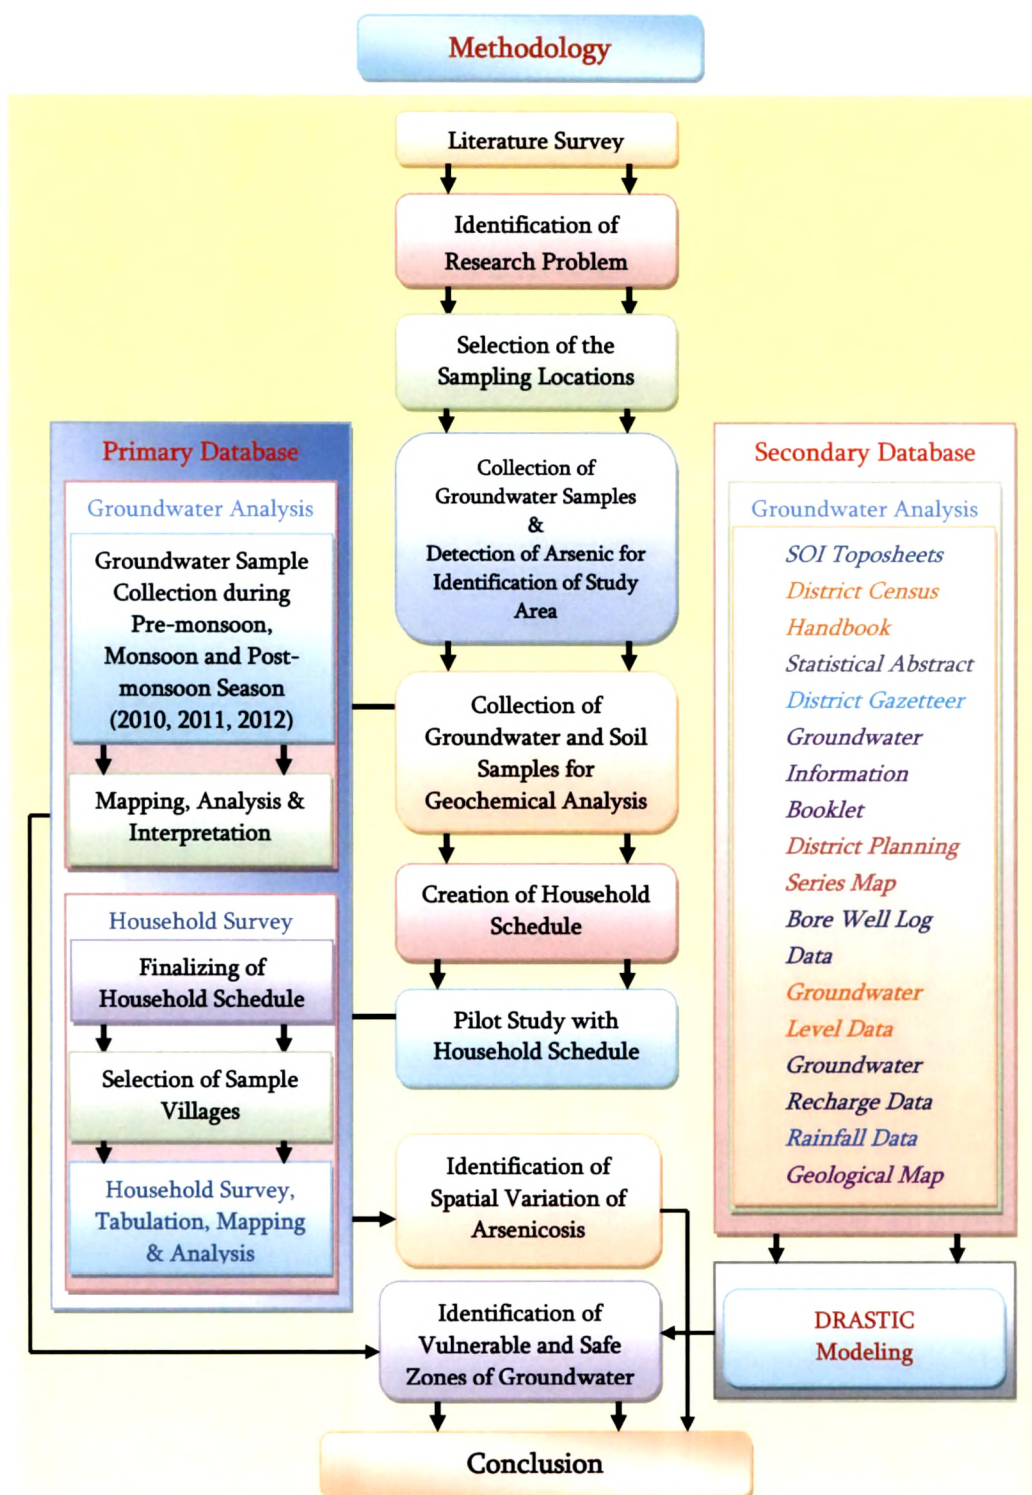 Methodology
Literature Survey
Identification of
Research Problem
Selection of the
Sampling Locations
Collection of
Groundwater Samples
&
Detection of Arsenic for
Identification of Study
Area
Collection of
Groundwater and Soil
Samples for
Geochemical Analysis
Creation of Household
Schedule
Pilot Study with
Household Schedule
Primary Database
Groundwater Analysis
Groundwater Sample
Collection during
Pre-monsoon,
Monsoon and Post-
monsoon Season
(2010, 2011, 2012)
Mapping, Analysis &
Interpretation
Household Survey
Finalizing of
Household Schedule
Selection of Sample
Villages
Household Survey,
Tabulation, Mapping
& Analysis
Secondary Database
Groundwater Analysis
SOI Toposheets
District Census
Handbook
Statistical Abstract
District Gazetteer
Groundwater
Information
Booklet
District Planning
Series Map
Bore Well Log
Data
Groundwater
Level Data
Groundwater
Recharge Data
Rainfall Data
Geological Map
DRASTIC
Modeling
Identification of
Spatial Variation of
Arsenicosis
Identification of
Vulnerable and Safe
Zones of Groundwater
Conclusion